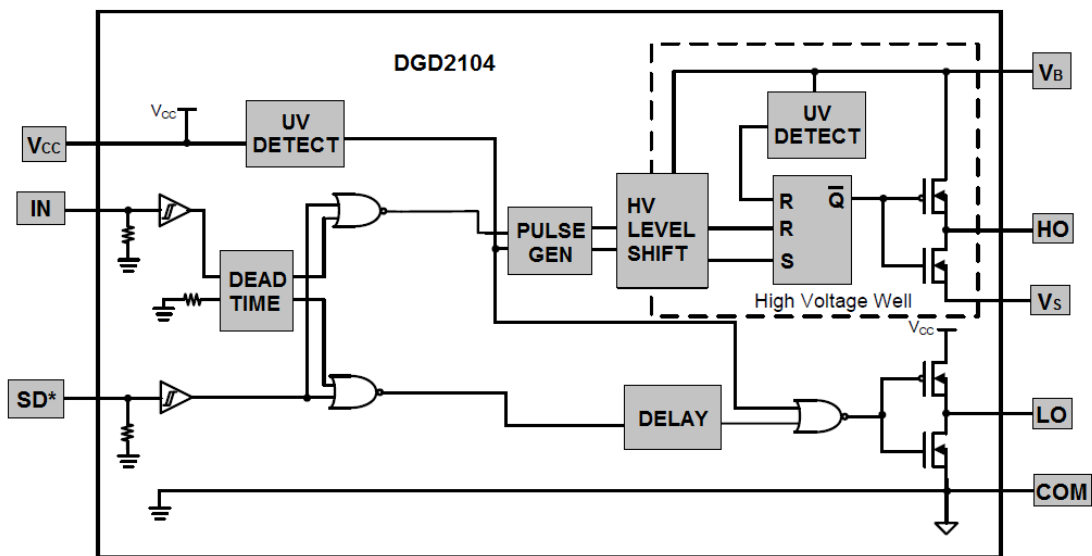 DGD2104
VB
VCC
UV
DETECT
UV
DETECT
VCC
IN
HV
LEVEL
SHIFT
R
Q
R
S
PULSE
GEN
HO
DEAD
TIME
High Voltage Well
VS
VCC
SD*
DELAY
LO
COM